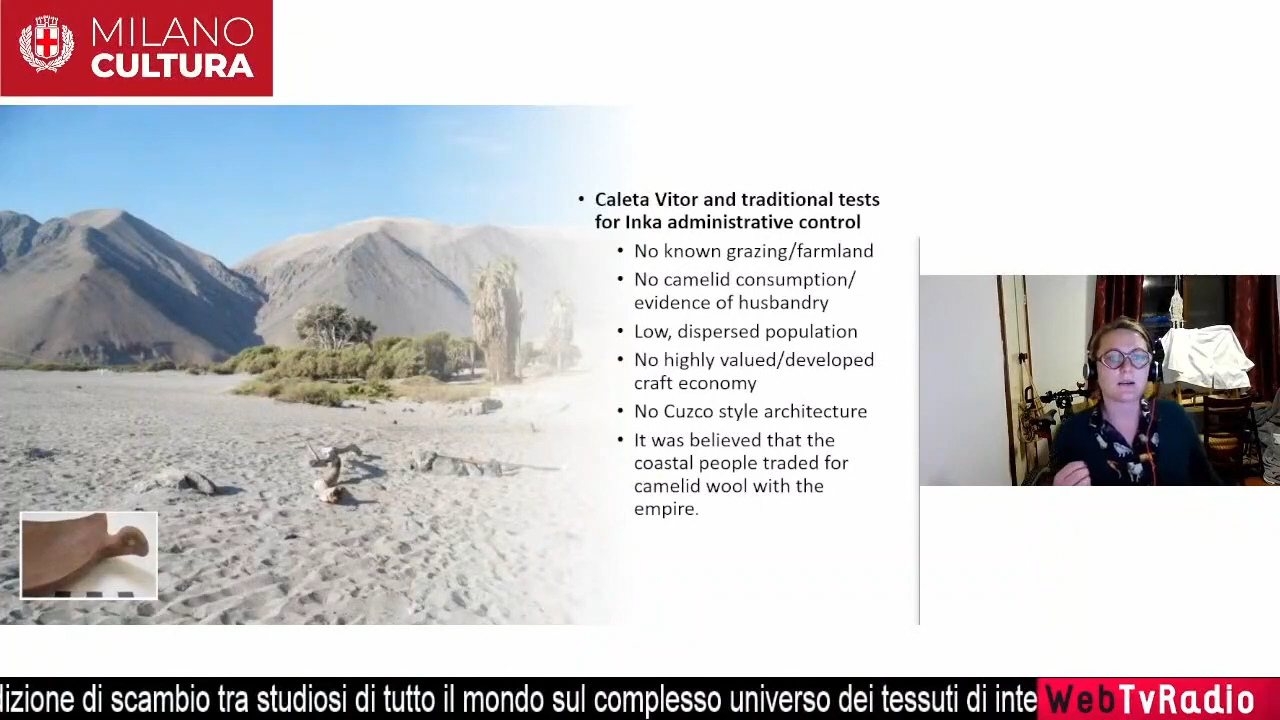 MILANO
CULTURA
• Caleta Vitor and traditional tests
for Inka administrative control
• No known grazing/farmland
• No camelid consumption/
evidence of husbandry
• Low, dispersed population
• No highly valued/developed
craft economy
• No Cuzco style architecture
• It was believed that the
coastal people traded for
camelid wool with the
empire.
dizione di scambio tra studiosi di tutto il mondo sul complesso universo dei tessuti di inte
WebTvRadio